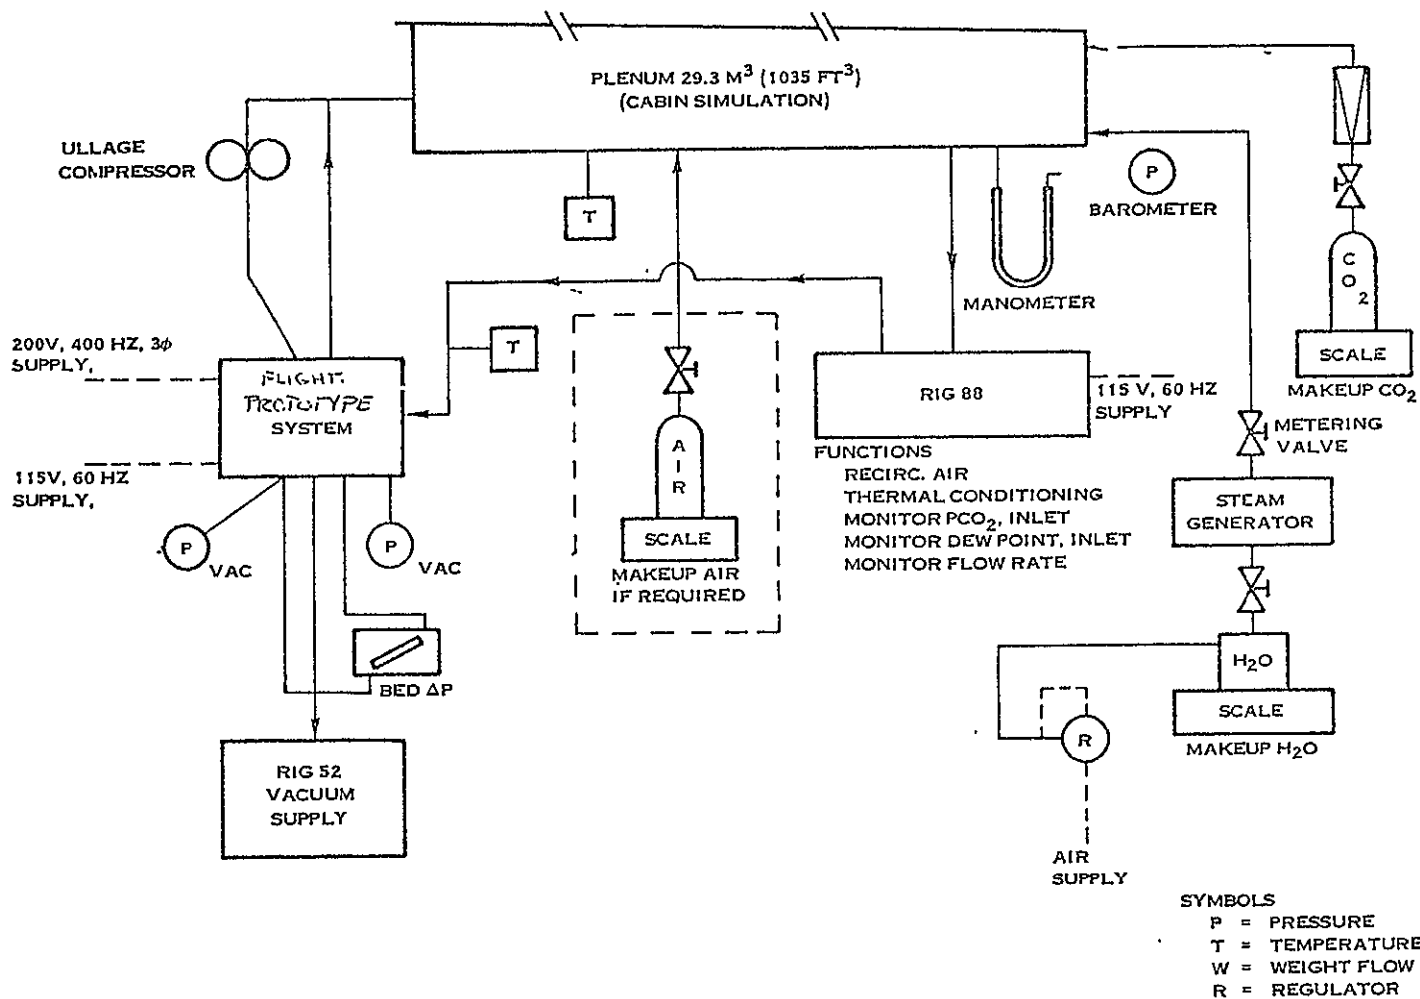 PLENUM 29.3 M3 (1035 FT3)
(CABIN SIMULATION)
ULLAGE
COMPRESSOR
T
P
BAROMETER
MANOMETER
CO2
SCALE
MAKEUP CO2
200V, 400 HZ, 3φ
SUPPLY,
FLIGHT
PROTOTYPE
SYSTEM
115V, 60 HZ
SUPPLY,
T
RIG 88
115 V, 60 HZ
SUPPLY
FUNCTIONS
RECIRC. AIR
THERMAL CONDITIONING
MONITOR PCO2, INLET
MONITOR DEW POINT, INLET
MONITOR FLOW RATE
AIR
SCALE
MAKEUP AIR
IF REQUIRED
METERING
VALVE
STEAM
GENERATOR
P
VAC
P
VAC
BED ΔP
RIG 52
VACUUM
SUPPLY
H2O
SCALE
MAKEUP H2O
R
AIR
SUPPLY
SYMBOLS
P = PRESSURE
T = TEMPERATURE
W = WEIGHT FLOW
R = REGULATOR